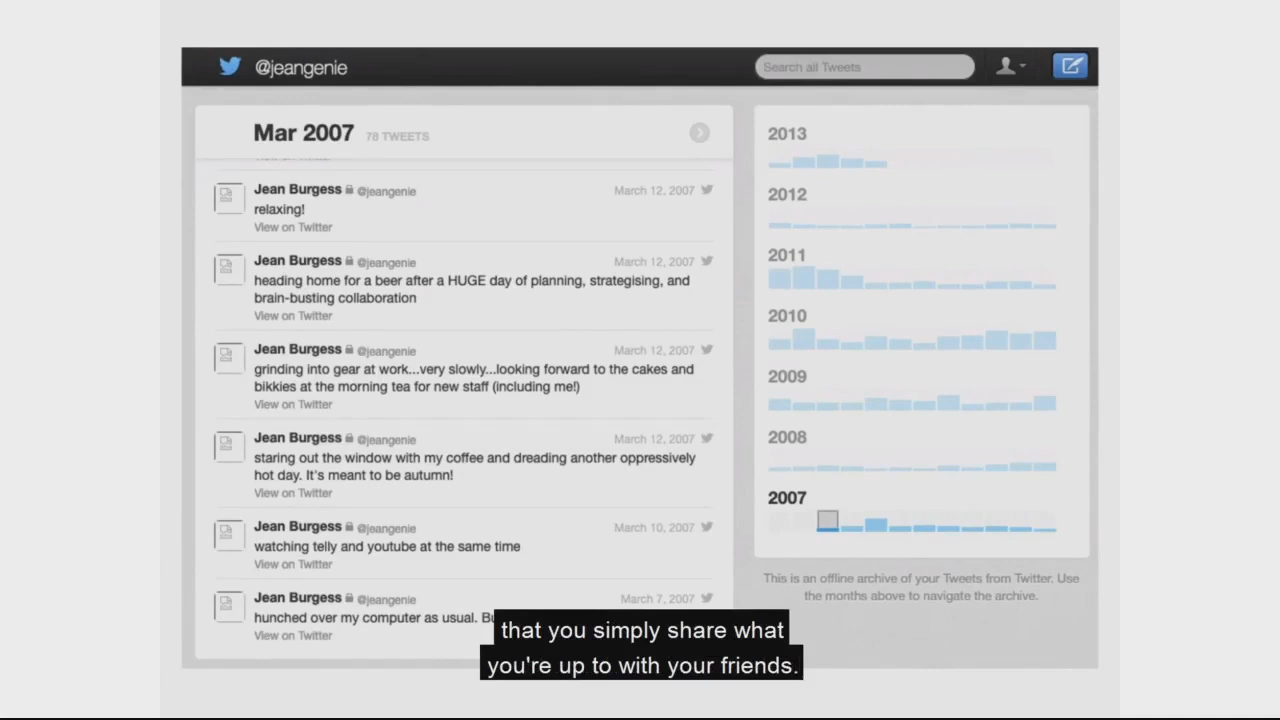 @jeangenie
Search all Tweets
Mar 2007 78 TWEETS
Jean Burgess @jeangenie March 12, 2007
relaxing!
View on Twitter
Jean Burgess @jeangenie March 12, 2007
heading home for a beer after a HUGE day of planning, strategising, and
brain-busting collaboration
View on Twitter
Jean Burgess @jeangenie March 12, 2007
grinding into gear at work...very slowly...looking forward to the cakes and
bikkies at the morning tea for new staff (including me!)
View on Twitter
Jean Burgess @jeangenie March 12, 2007
staring out the window with my coffee and dreading another oppressively
hot day. It's meant to be autumn!
View on Twitter
Jean Burgess @jeangenie March 10, 2007
watching telly and youtube at the same time
View on Twitter
Jean Burgess @jeangenie March 7, 2007
hunched over my computer as usual.
View on Twitter
2013
2012
2011
2010
2009
2008
2007
This is an offline archive of your Tweets from Twitter. Use
the months above to navigate the archive.
that you simply share what
you're up to with your friends.